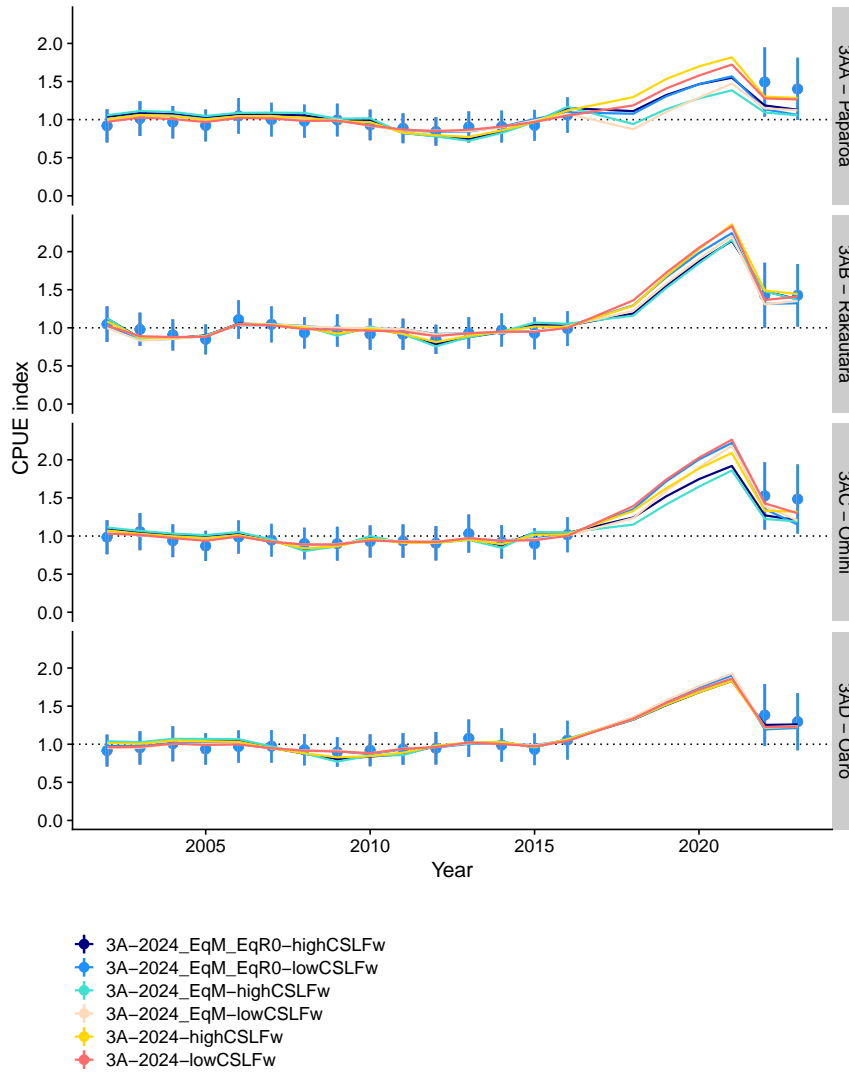 2.0
1.5
1.0
0.5
0.0
3AA − Paparoa
2.0
1.5
1.0
0.5
0.0
3AB − Rakautara
CPUE index
2.0
1.5
1.0
0.5
0.0
3AC − Omihi
2.0
1.5
1.0
0.5
0.0
3AD − Oaro
2005 2010 2015 2020
Year
3A−2024_EqM_EqR0−highCSLFw
3A−2024_EqM_EqR0−lowCSLFw
3A−2024_EqM−highCSLFw
3A−2024_EqM−lowCSLFw
3A−2024−highCSLFw
3A−2024−lowCSLFw